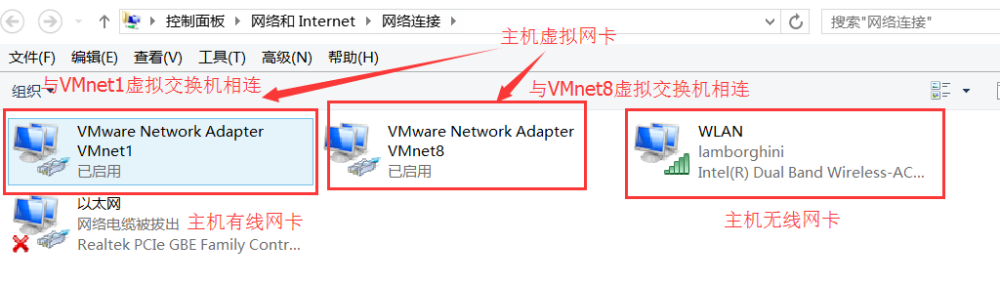 控制面板 › 网络和 Internet › 网络连接 ›
搜索"网络连接"
主机虚拟网卡
文件(F) 编辑(E) 查看(V) 工具(T) 高级(N) 帮助(H)
组织
与VMnet1虚拟交换机相连
与VMnet8虚拟交换机相连
VMware Network Adapter
VMnet1
已启用
VMware Network Adapter
VMnet8
已启用
WLAN
lamborghini
Intel(R) Dual Band Wireless-AC...
以太网
网络电缆被拔出
Realtek PCIe GBE Family Contr...
主机有线网卡
主机无线网卡